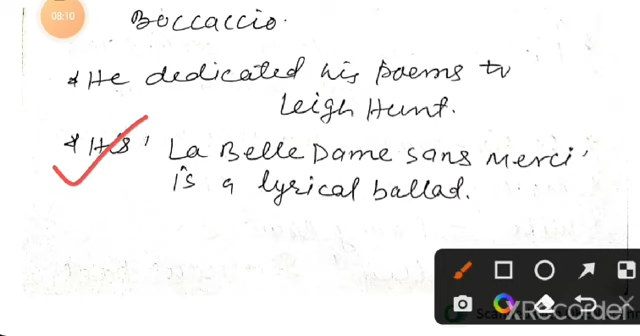 08:10
Boccaccio.
* He dedicated his poems to
Leigh Hunt.
* His 'La Belle Dame sans Merci'
is a lyrical ballad.
XRecorder